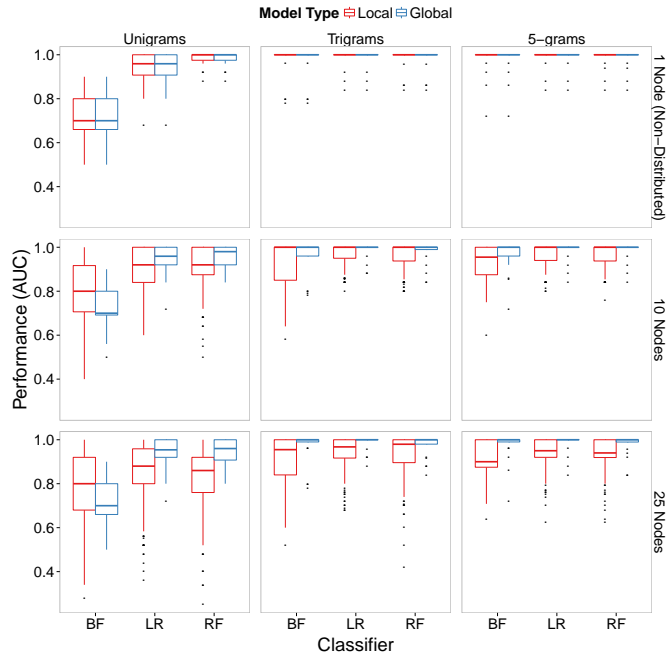 Model Type Local Global
Unigrams Trigrams 5-grams
Performance (AUC)
1.0
0.8
0.6
0.4
1 Node (Non-Distributed)
1.0
0.8
0.6
0.4
10 Nodes
1.0
0.8
0.6
0.4
25 Nodes
BF LR RF BF LR RF BF LR RF
Classifier